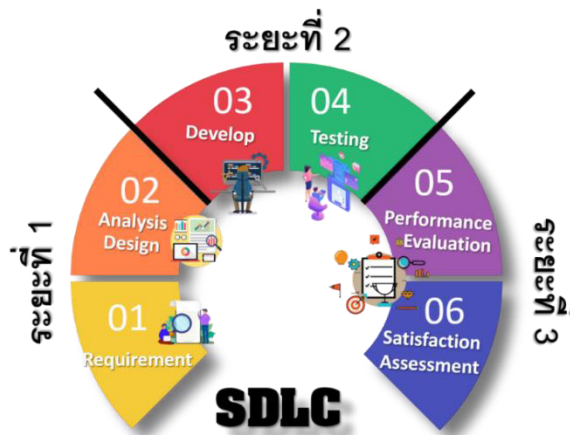 ระยะที่ 1
01
Requirement
02
Analysis
Design
ระยะที่ 2
03
Develop
04
Testing
ระยะที่ 3
05
Performance
Evaluation
06
Satisfaction
Assessment
SDLC